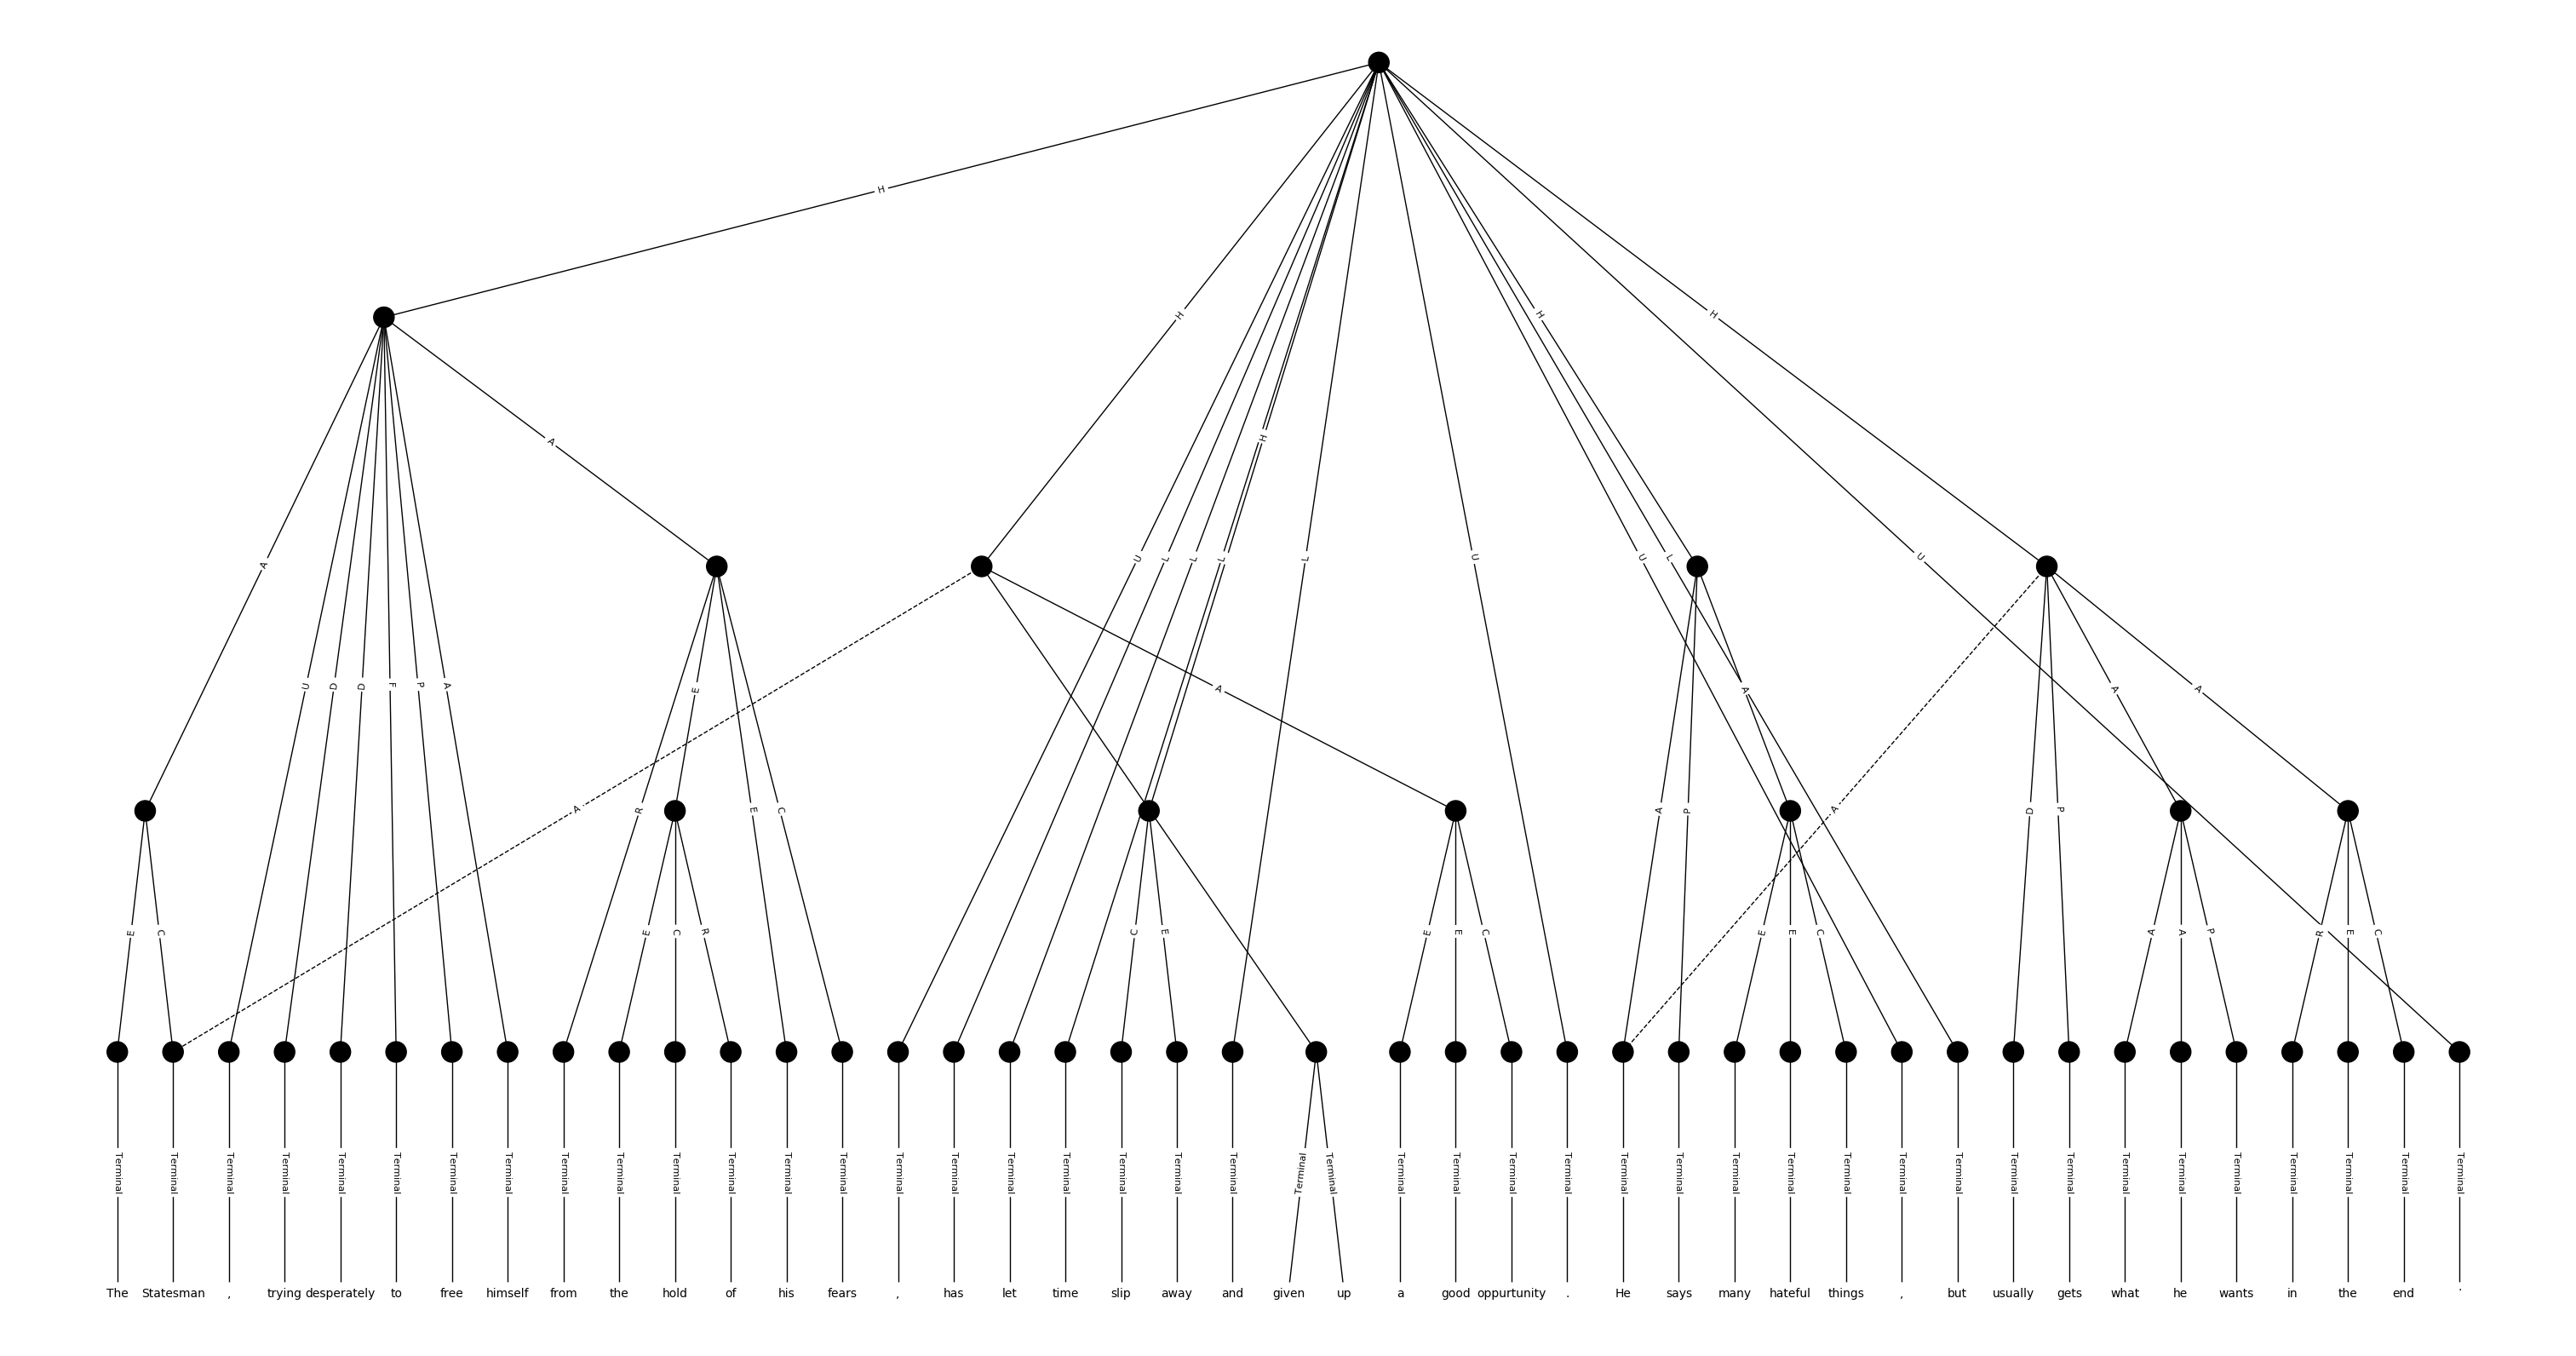 H
H
H
H
H
A
A
U
L
L
L
L
U
U
L
U
U
D
D
F
P
A
E
A
A
A
A
A
R
E
C
A
A
P
A
D
P
E
C
E
C
R
C
E
E
E
C
E
E
C
A
A
P
R
E
C
Terminal Terminal Terminal Terminal Terminal Terminal Terminal Terminal Terminal Terminal Terminal Terminal Terminal Terminal Terminal Terminal Terminal Terminal Terminal Terminal Terminal Terminal Terminal Terminal Terminal Terminal Terminal Terminal Terminal Terminal Terminal Terminal Terminal Terminal Terminal Terminal Terminal Terminal Terminal Terminal Terminal Terminal Terminal
The Statesman , trying desperately to free himself from the hold of his fears , has let time slip away and given up a good oppurtunity . He says many hateful things , but usually gets what he wants in the end .